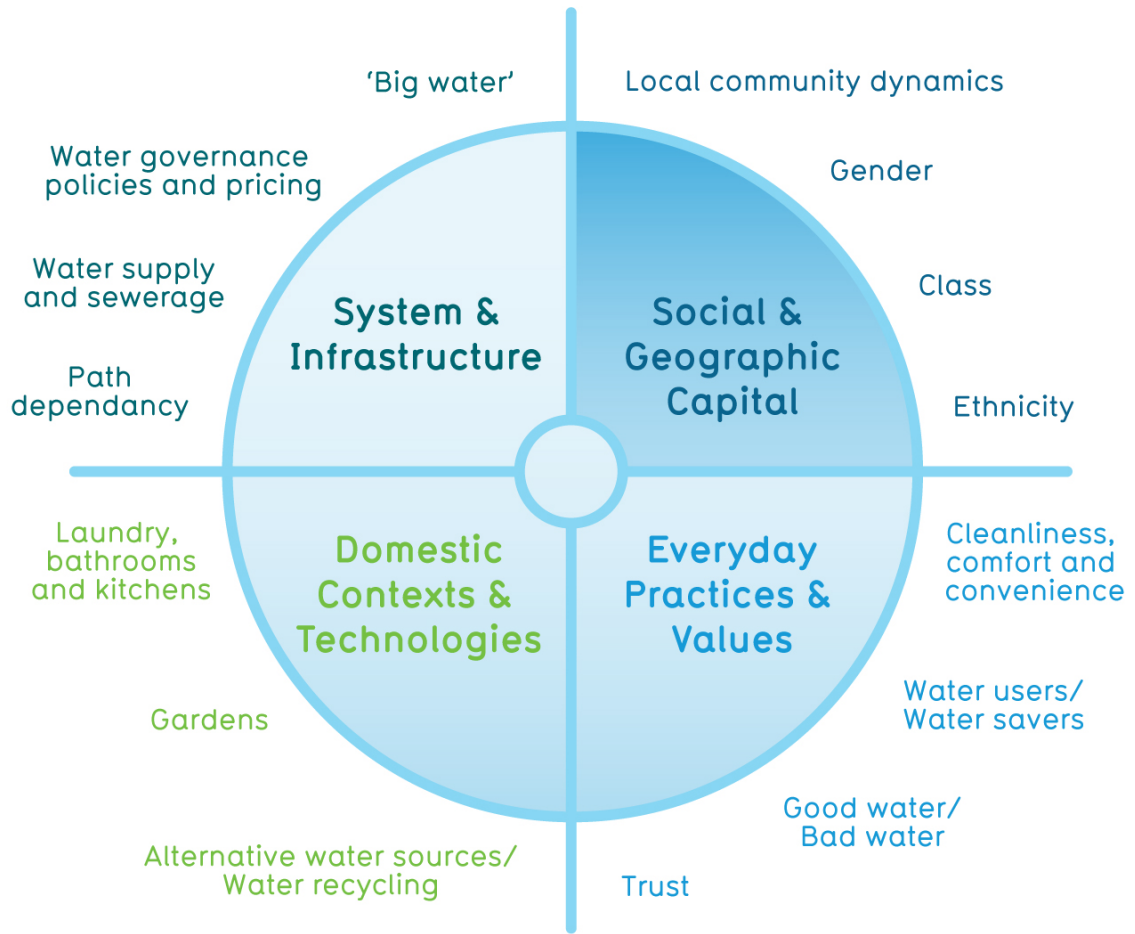 ‘Big water’
Water governance
policies and pricing
Water supply
and sewerage
Path
dependancy
System &
Infrastructure
Local community dynamics
Gender
Class
Ethnicity
Social &
Geographic
Capital
Laundry,
bathrooms
and kitchens
Gardens
Alternative water sources/
Water recycling
Domestic
Contexts &
Technologies
Everyday
Practices &
Values
Cleanliness,
comfort and
convenience
Water users/
Water savers
Good water/
Bad water
Trust